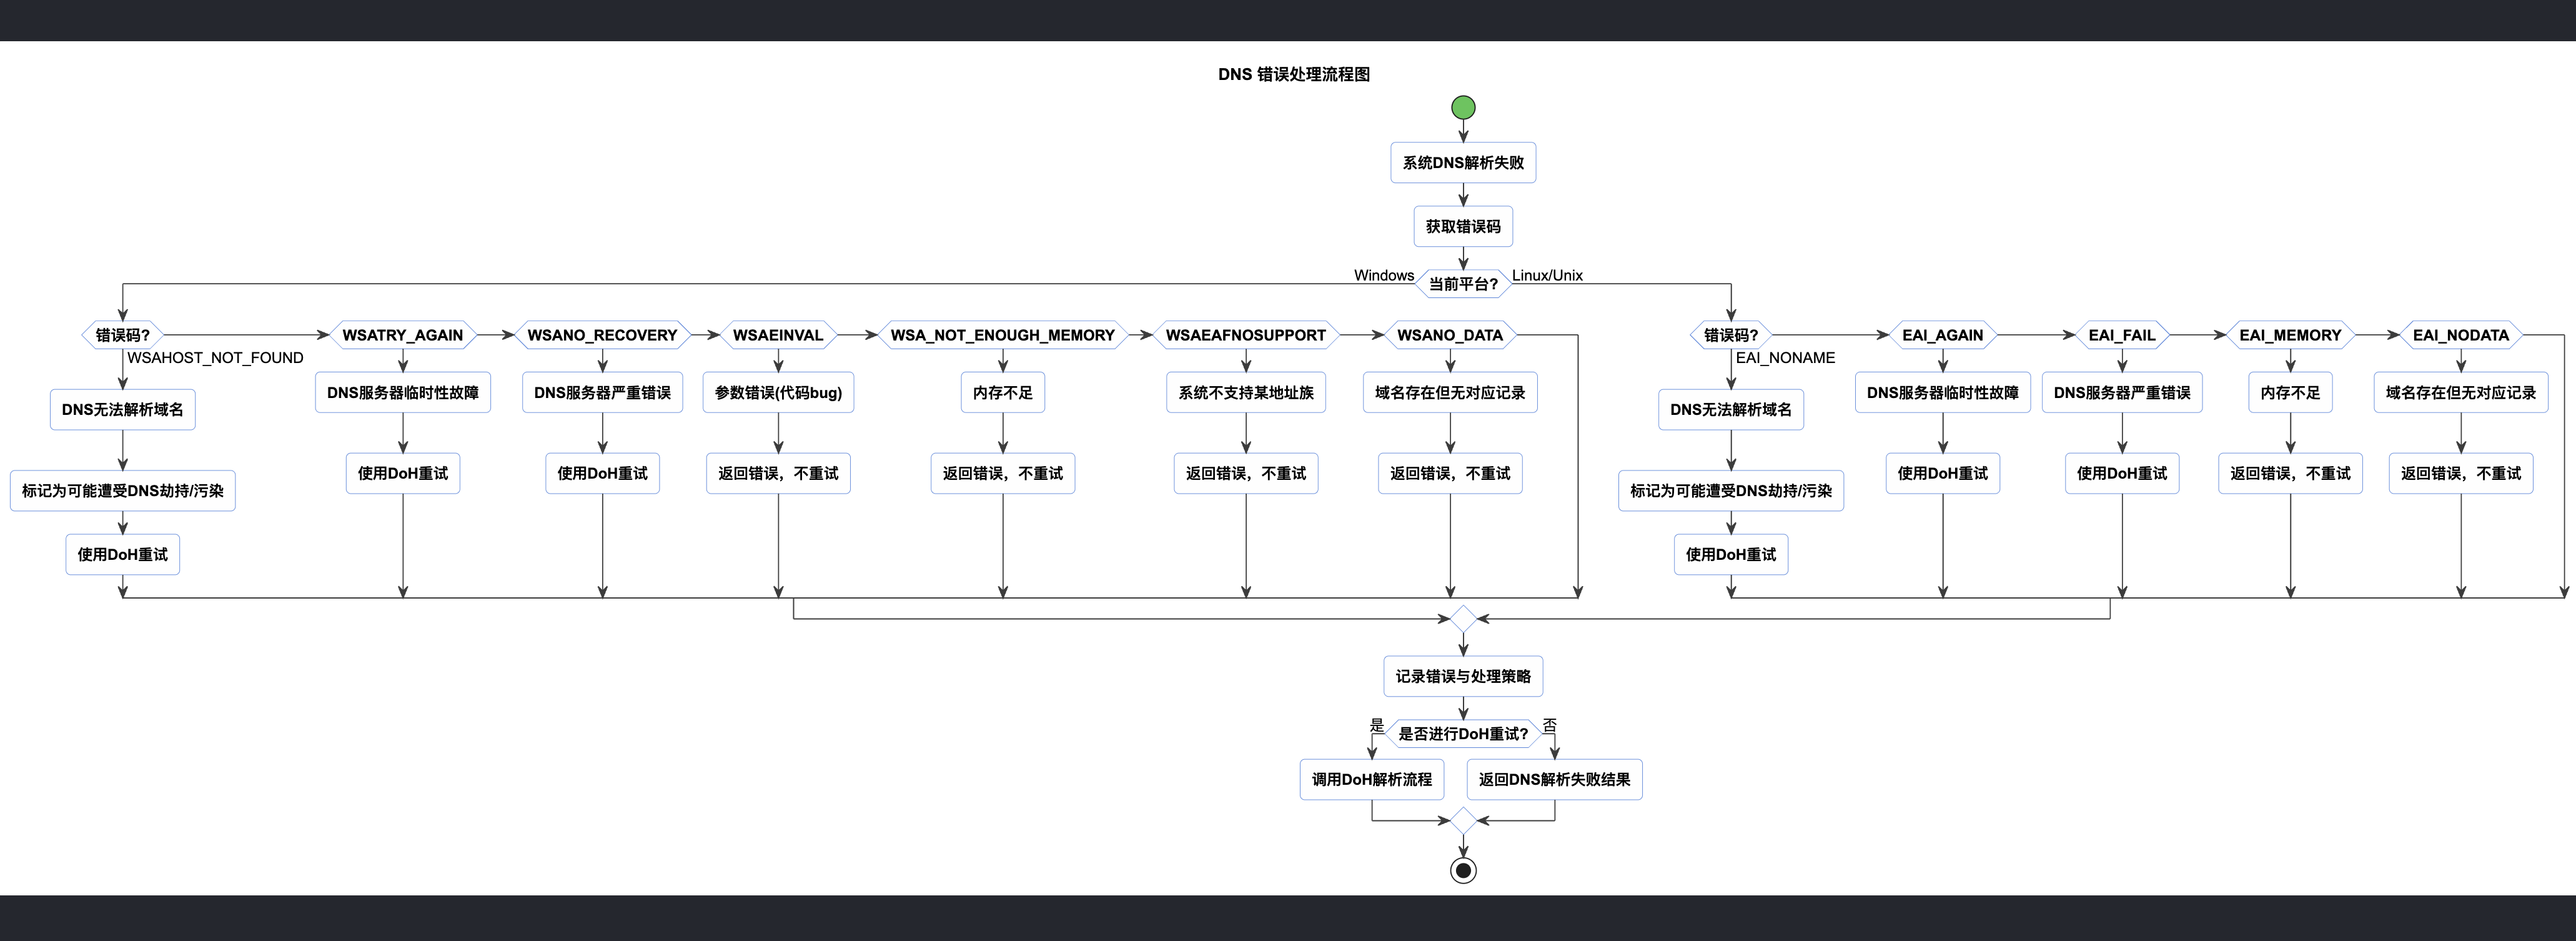 DNS 错误处理流程图
系统DNS解析失败
获取错误码
Windows
当前平台?
Linux/Unix
错误码?
WSATRY_AGAIN
WSANO_RECOVERY
WSAEINVAL
WSA_NOT_ENOUGH_MEMORY
WSAEAFNOSUPPORT
WSANO_DATA
错误码?
EAI_AGAIN
EAI_FAIL
EAI_MEMORY
EAI_NODATA
WSAHOST_NOT_FOUND
EAI_NONAME
DNS无法解析域名
DNS服务器临时性故障
DNS服务器严重错误
参数错误(代码bug)
内存不足
系统不支持某地址族
域名存在但无对应记录
DNS无法解析域名
DNS服务器临时性故障
DNS服务器严重错误
内存不足
域名存在但无对应记录
标记为可能遭受DNS劫持/污染
使用DoH重试
使用DoH重试
返回错误，不重试
返回错误，不重试
返回错误，不重试
返回错误，不重试
标记为可能遭受DNS劫持/污染
使用DoH重试
使用DoH重试
返回错误，不重试
返回错误，不重试
使用DoH重试
使用DoH重试
记录错误与处理策略
是
是否进行DoH重试?
否
调用DoH解析流程
返回DNS解析失败结果